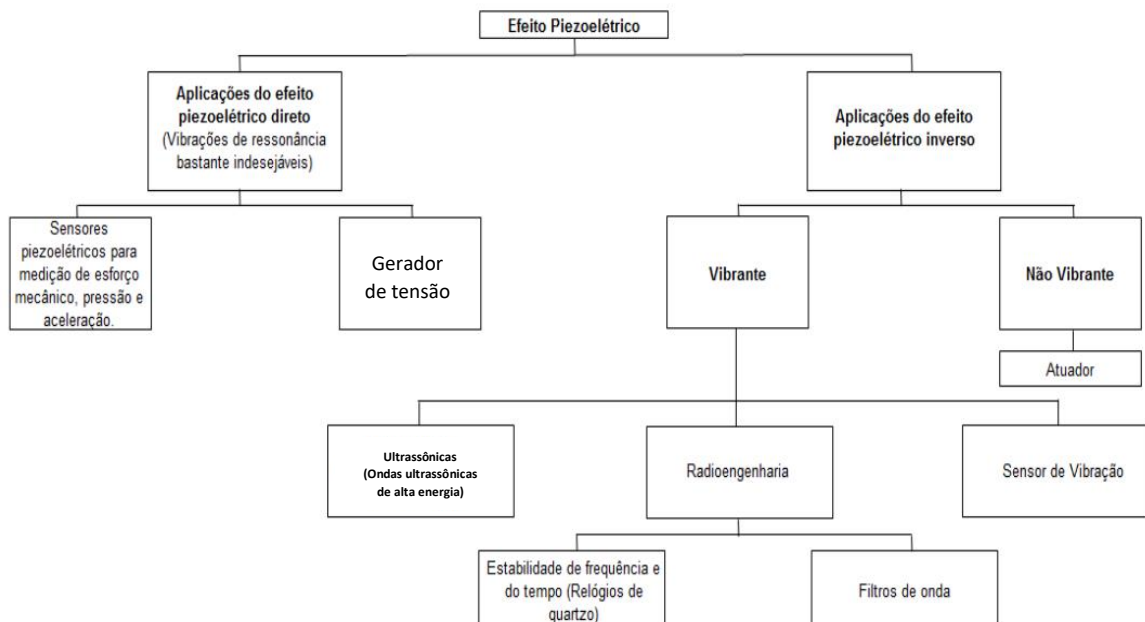 Efeito Piezoelétrico
Aplicações do efeito
piezoelétrico direto
(Vibrações de ressonância
bastante indesejáveis)
Aplicações do efeito
piezoelétrico inverso
Sensores
piezoelétricos para
medição de esforço
mecânico, pressão e
aceleração.
Gerador
de tensão
Vibrante
Não Vibrante
Atuador
Ultrassônicas
(Ondas ultrassônicas
de alta energia)
Radioengenharia
Sensor de Vibração
Estabilidade de frequência e
do tempo (Relógios de
quartzo)
Filtros de onda